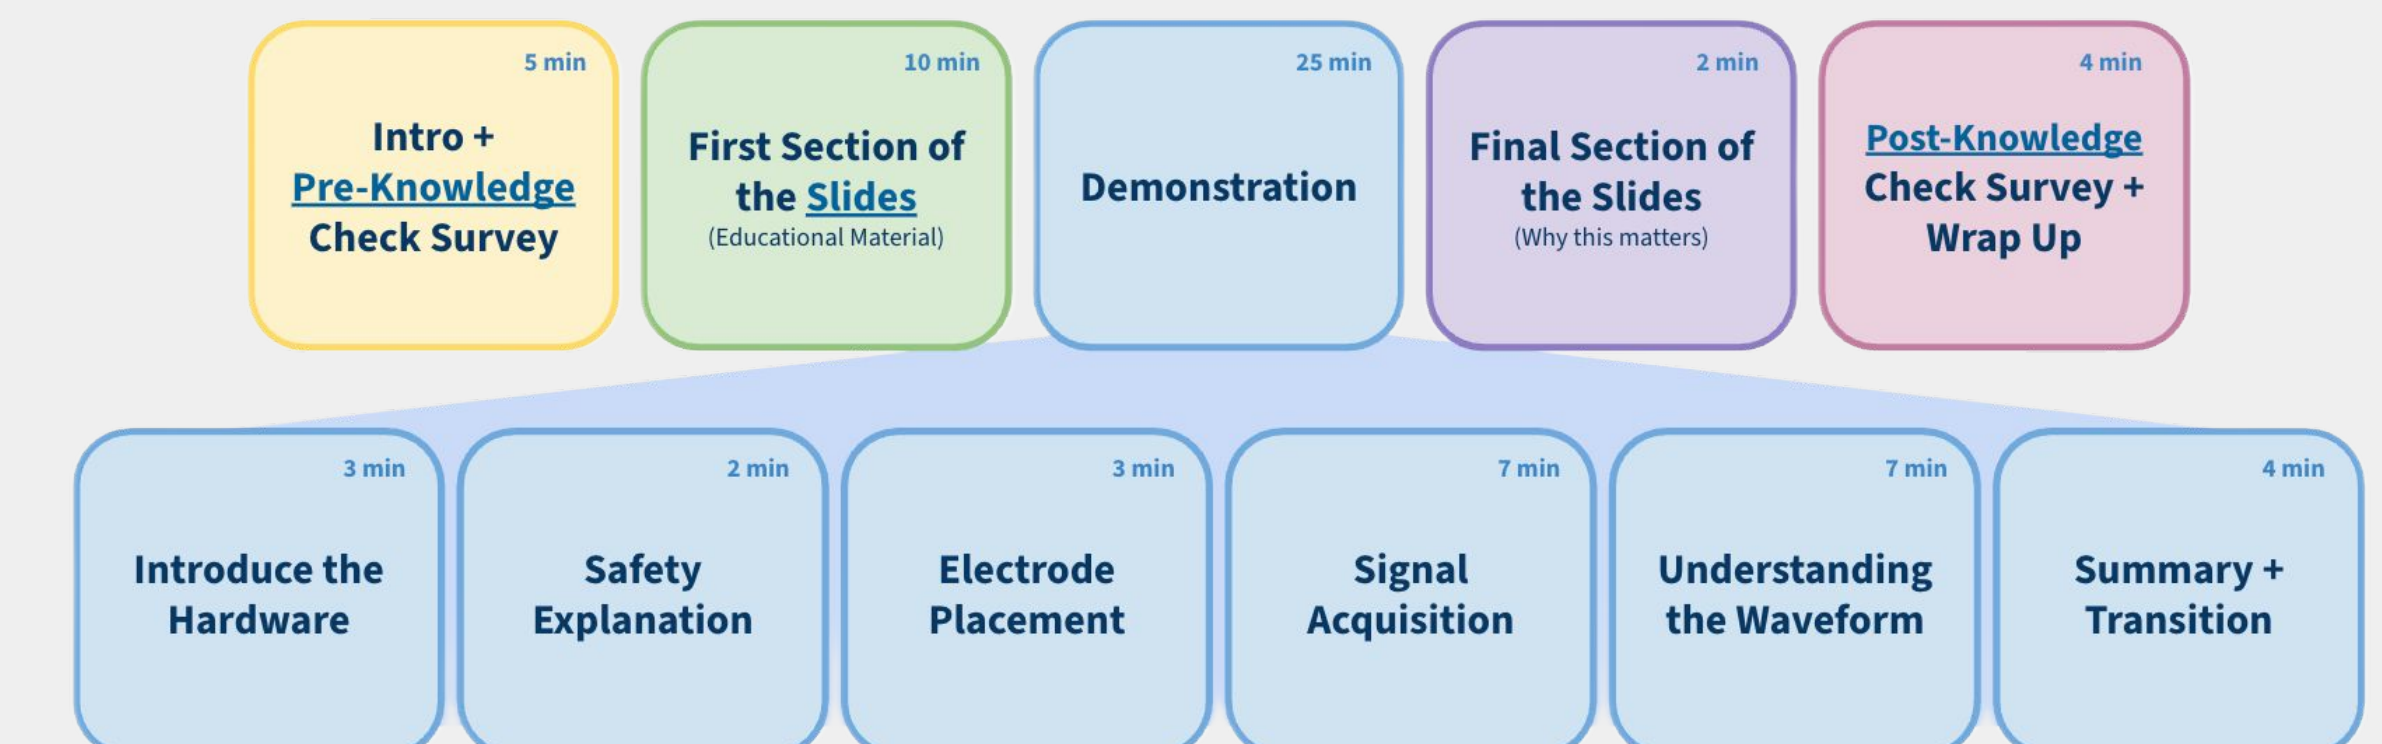 5 min
Intro +
Pre-Knowledge
Check Survey
10 min
First Section of
the Slides
(Educational Material)
25 min
Demonstration
2 min
Final Section of
the Slides
(Why this matters)
4 min
Post-Knowledge
Check Survey +
Wrap Up
3 min
Introduce the
Hardware
2 min
Safety
Explanation
3 min
Electrode
Placement
7 min
Signal
Acquisition
7 min
Understanding
the Waveform
4 min
Summary +
Transition